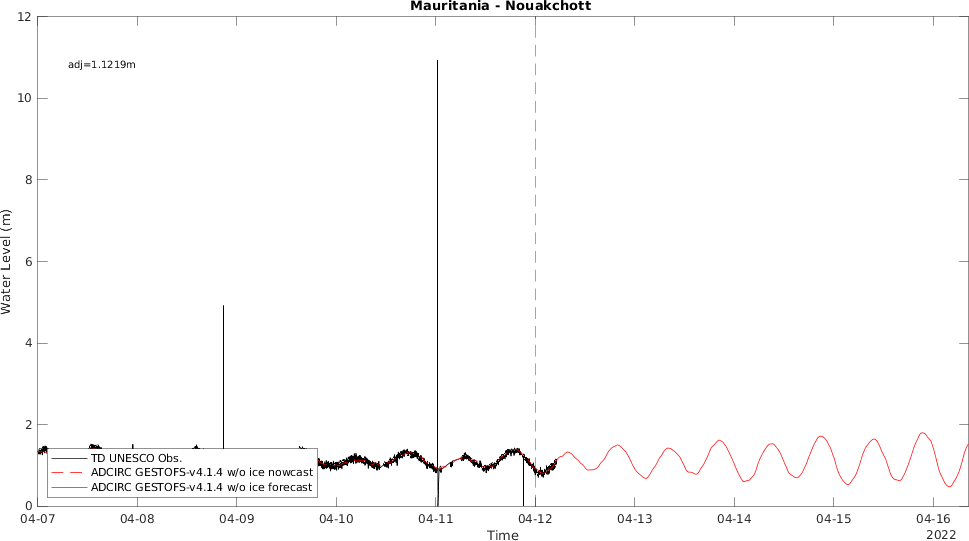 Mauritania - Nouakchott
12
10
8
6
4
2
0
adj=1.1219m
Water Level (m)
TD UNESCO Obs.
ADCIRC GESTOFS-v4.1.4 w/o ice nowcast
ADCIRC GESTOFS-v4.1.4 w/o ice forecast
04-07 04-08 04-09 04-10 04-11 04-12 04-13 04-14 04-15 04-16
Time
2022